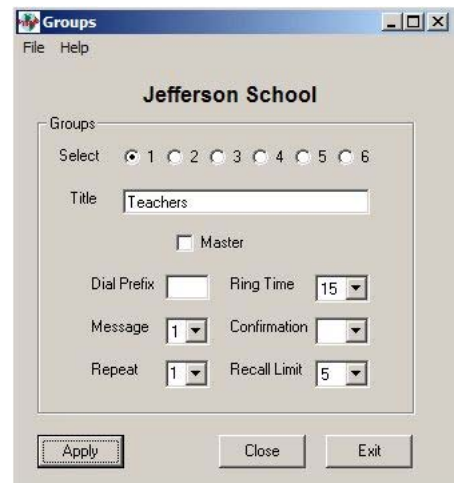 Groups
File Help
Jefferson School
Groups
Select 1 2 3 4 5 6
Title Teachers
Master
Dial Prefix Ring Time 15
Message 1 Confirmation
Repeat 1 Recall Limit 5
Apply Close Exit